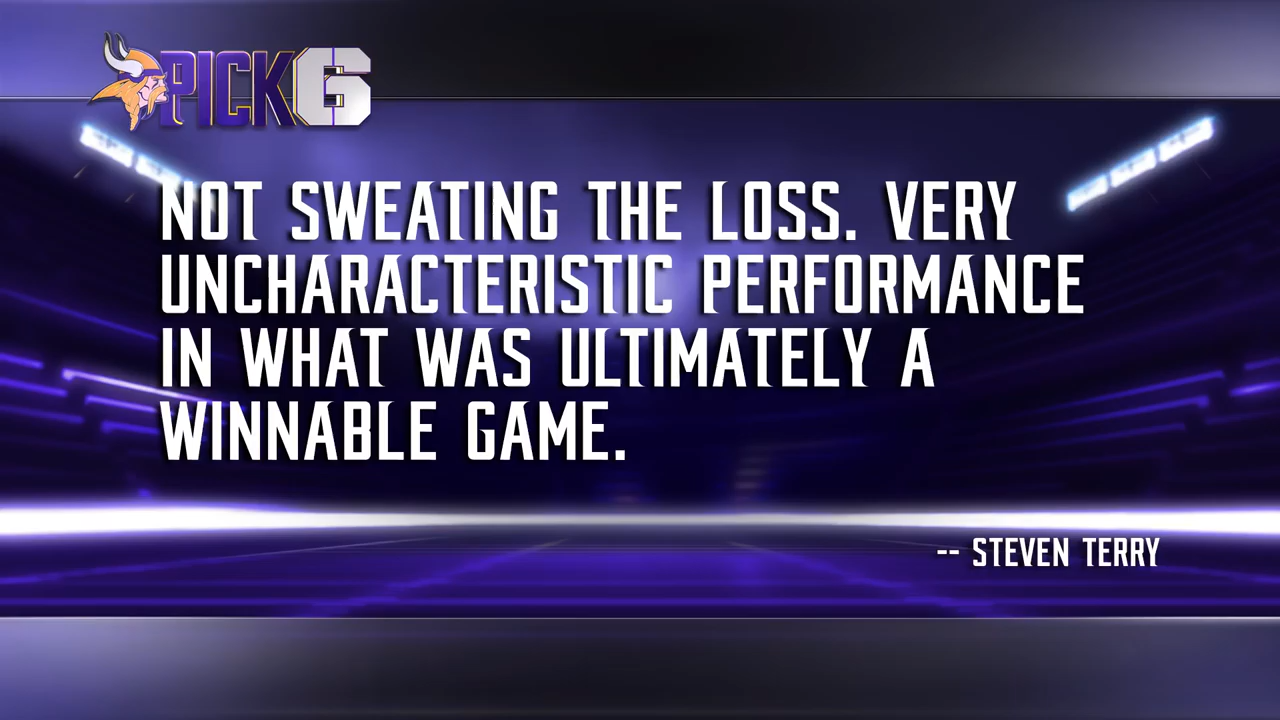 PICK6
NOT SWEATING THE LOSS. VERY
UNCHARACTERISTIC PERFORMANCE
IN WHAT WAS ULTIMATELY A
WINNABLE GAME.
-- STEVEN TERRY